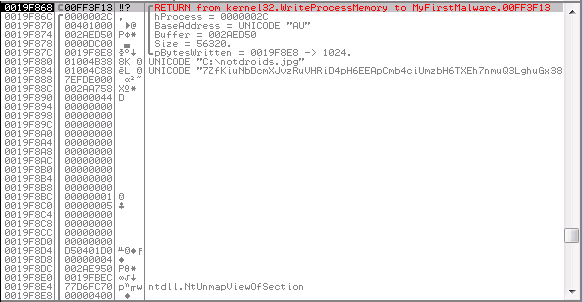 0019F868 00FF3F13 ‼? RETURN from kernel32.WriteProcessMemory to MyFirstMalware.00FF3F13
0019F86C 0000002C , hProcess = 0000002C
0019F870 00401000 ►@ BaseAddress = UNICODE "AU"
0019F874 002AED50 Buffer = 002AED50
0019F878 0000DC00 Size = 56320.
0019F87C 0019F8E8 pBytesWritten = 0019F8E8 -> 1024.
0019F880 01004B38 8K UNICODE "C:\notdroids.jpg"
0019F884 01004C88 ëL UNICODE "7ZfKiuNbDcmXJvzRuVHRiD4pH6EEApCmb4ciUmzbH6TXEh7nmuQ3LghuGx38
0019F888 7EFDE000
0019F88C 002AA758
0019F890 00000044 D
0019F894 00000000
0019F898 00000000
0019F89C 00000000
0019F8A0 00000000
0019F8A4 00000000
0019F8A8 00000000
0019F8AC 00000000
0019F8B0 00000000
0019F8B4 00000000
0019F8B8 00000000
0019F8BC 00000001
0019F8C0 00000005 ♣
0019F8C4 00000000
0019F8C8 00000000
0019F8CC 00000000
0019F8D0 00000000
0019F8D4 D50401D0
0019F8D8 00000004 ♦
0019F8DC 002AE950
0019F8E0 0019FBEC
0019F8E4 77D6FC70 ntdll.NtUnmapViewOfSection
0019F8E8 00000400 ♦